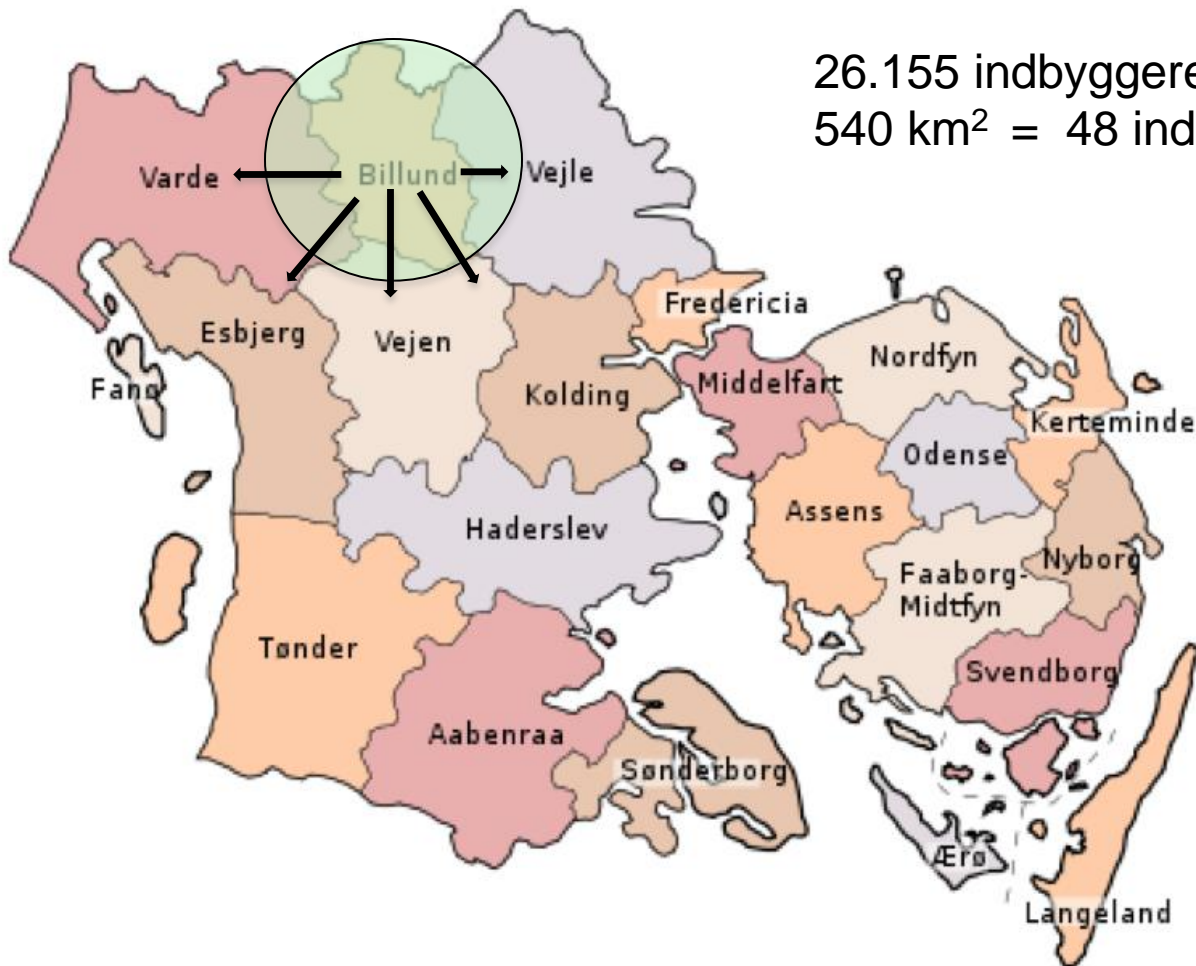 26.155 indbyggere
540 km² = 48 ind
Varde
Billund
Vejle
Fredericia
Esbjerg
Vejen
Nordfyn
Fanø
Kolding
Middelfart
Kerteminde
Odense
Assens
Haderslev
Nyborg
Faaborg-
Midtfyn
Tønder
Svendborg
Aabenraa
Sønderborg
Ærø
Langeland